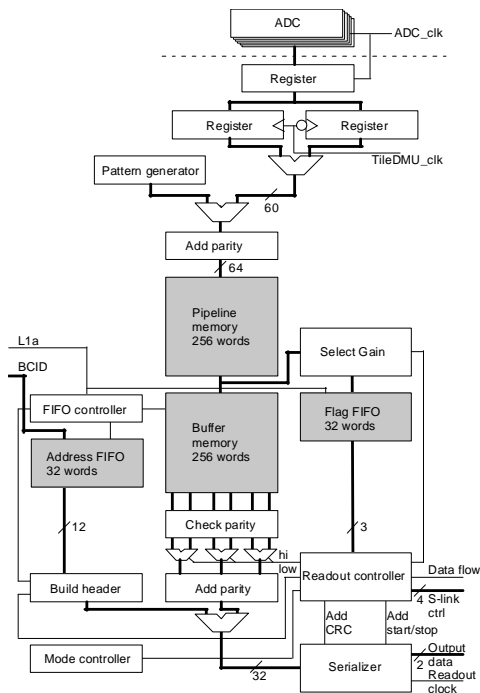 ADC
ADC_clk
Register
Register
Register
TileDMU_clk
Pattern generator
60
Add parity
64
Pipeline
memory
256 words
L1a
Select Gain
BCID
FIFO controller
Flag FIFO
32 words
Buffer
memory
256 words
Address FIFO
32 words
12
Check parity
3
hi
low
Build header
Add parity
Readout controller
Data flow
4
S-link
ctrl
Add
CRC
Add
start/stop
Mode controller
32
Serializer
Output
data
2
Readout
clock